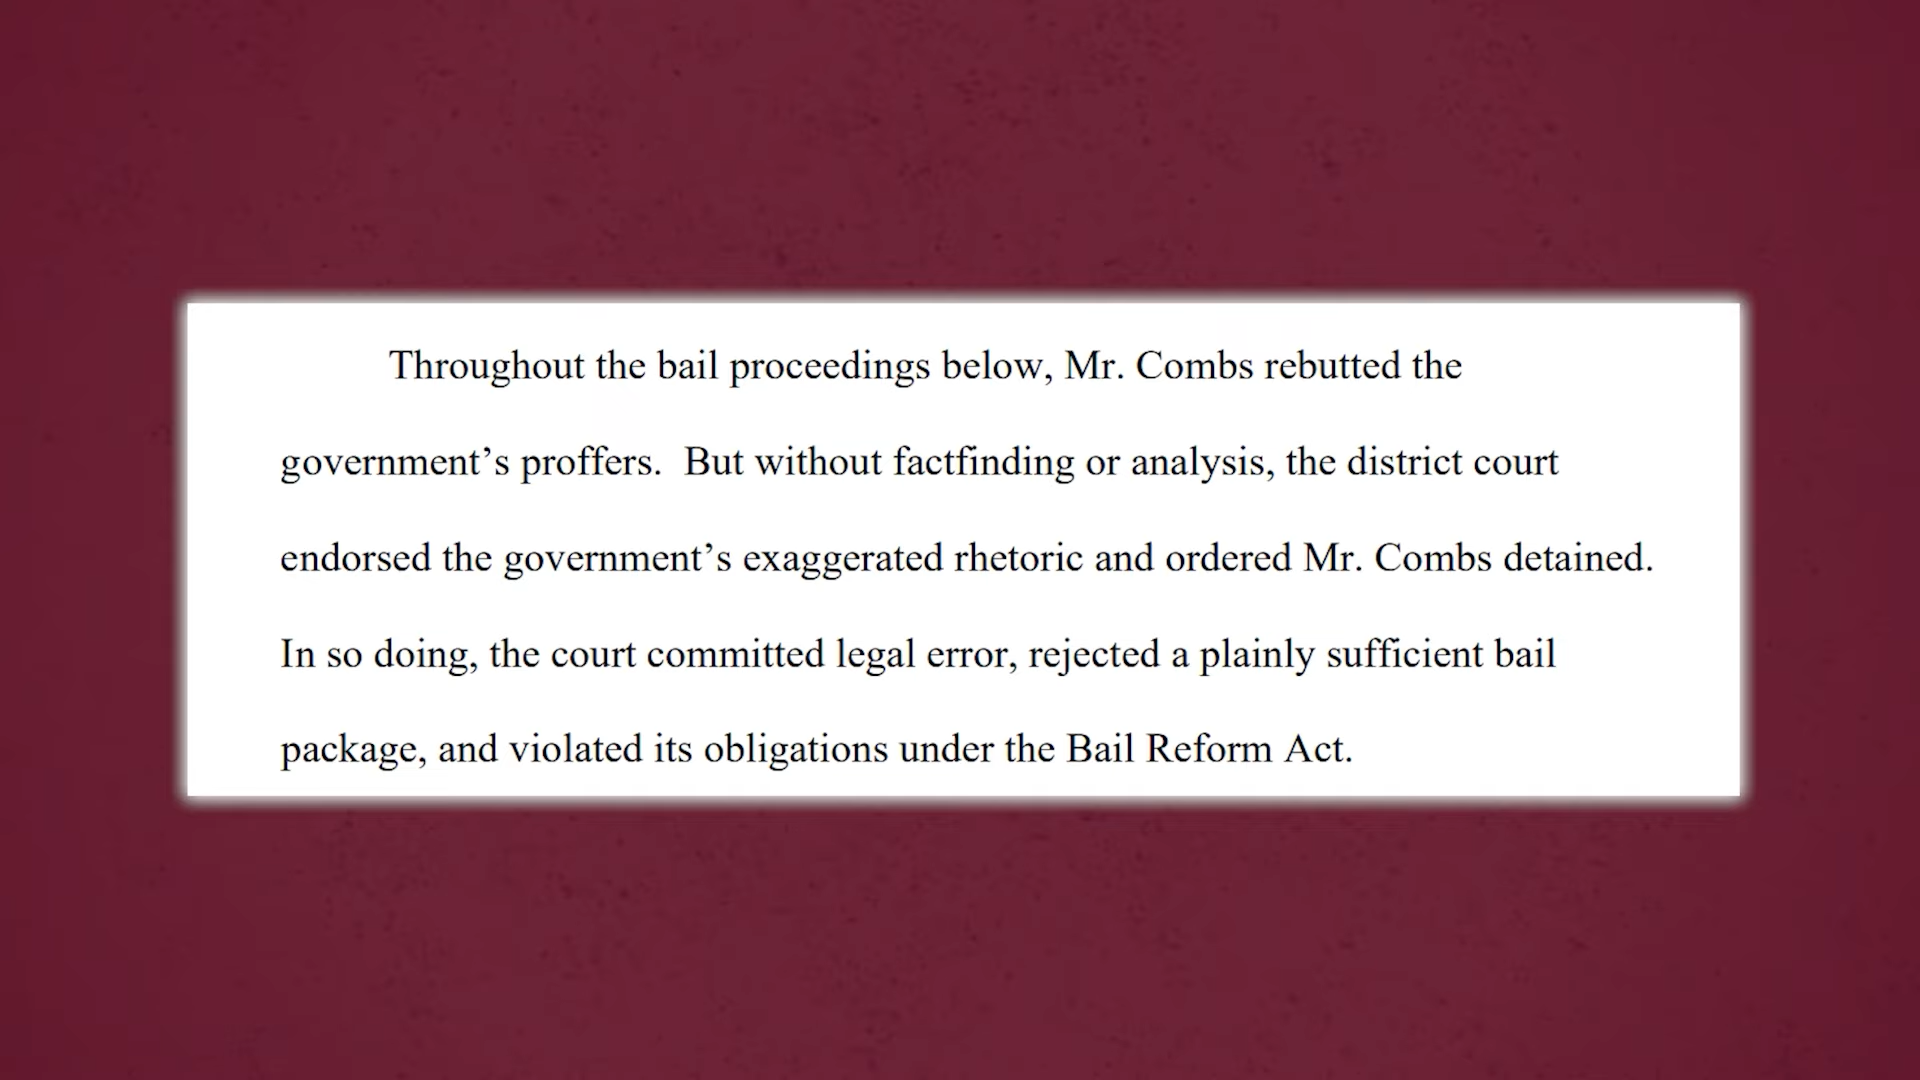 Throughout the bail proceedings below, Mr. Combs rebutted the
government’s proffers.  But without factfinding or analysis, the district court
endorsed the government’s exaggerated rhetoric and ordered Mr. Combs detained.
In so doing, the court committed legal error, rejected a plainly sufficient bail
package, and violated its obligations under the Bail Reform Act.